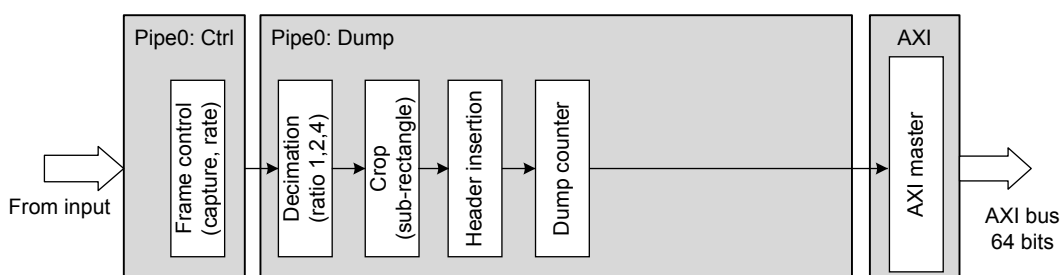 Pipe0: Ctrl
Pipe0: Dump
AXI
From input
Frame control
(capture, rate)
Decimation
(ratio 1,2,4)
Crop
(sub-rectangle)
Header insertion
Dump counter
AXI master
AXI bus
64 bits